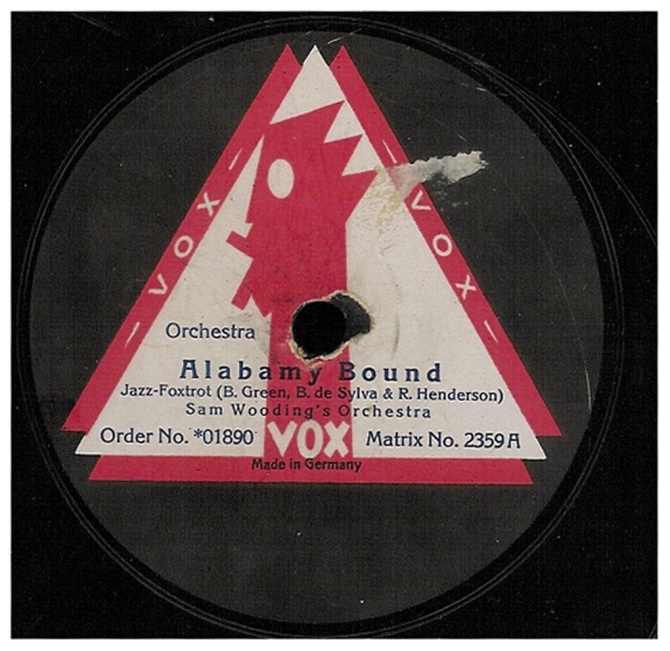 - VOX -
- VOX -
Orchestra
Alabamy Bound
Jazz-Foxtrot (B. Green, B. de Sylva & R. Henderson)
Sam Wooding's Orchestra
Order No. *01890 VOX Matrix No. 2359 A
Made in Germany